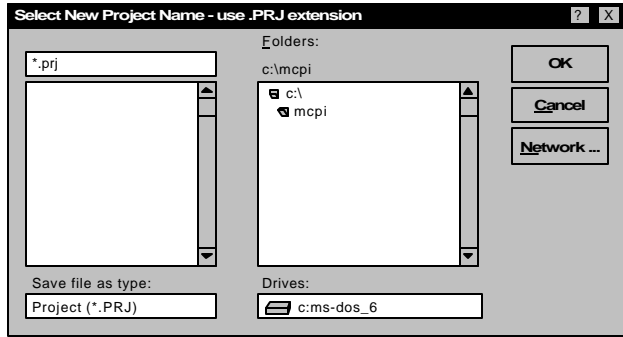 Select New Project Name - use .PRJ extension ? X
Folders:
*.prj
c:\mcpi
OK
c:\
mcpi
Cancel
Network ...
Save file as type:
Drives:
Project (*.PRJ)
c:ms-dos_6